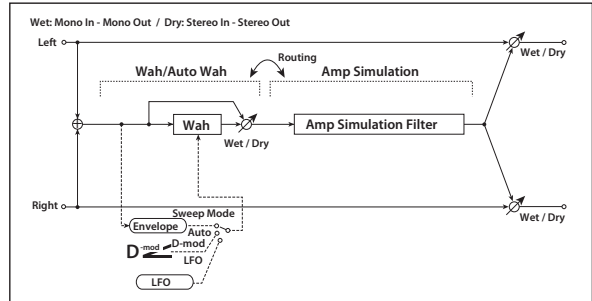 Wet: Mono In - Mono Out / Dry: Stereo In - Stereo Out
Left
Wet / Dry
Routing
Wah/Auto Wah
Amp Simulation
Wah
Amp Simulation Filter
Wet / Dry
Right
Wet / Dry
Sweep Mode
Envelope
Auto
D-mod
D-mod
LFO
LFO